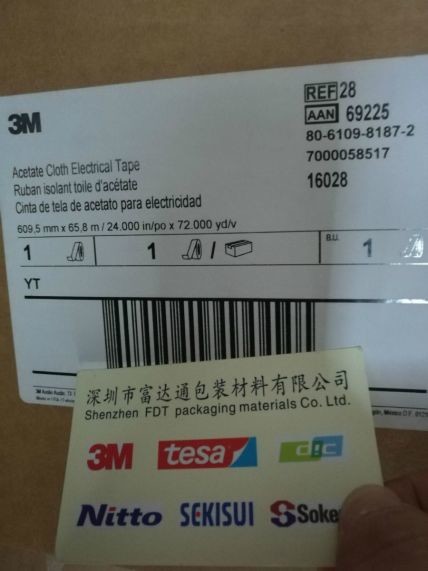 3M
REF 28
AAN 69225
80-6109-8187-2
7000058517
16028
Acetate Cloth Electrical Tape
Ruban isolant toile d'acétate
Cinta de tela de acetato para electricidad
609,5 mm x 65,8 m / 24.000 in/po x 72.000 yd/v
1 1 / B.U. 1
YT
深圳市富达通包装材料有限公司
Shenzhen FDT packaging materials Co. Ltd.
3M tesa dic
Nitto SEKISUI Soke